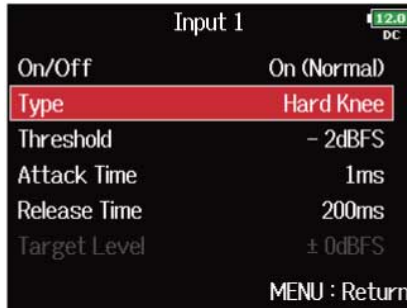 Input 1
12.0
DC
On/Off On (Normal)
Type Hard Knee
Threshold - 2dBFS
Attack Time 1ms
Release Time 200ms
Target Level ± 0dBFS
MENU : Return